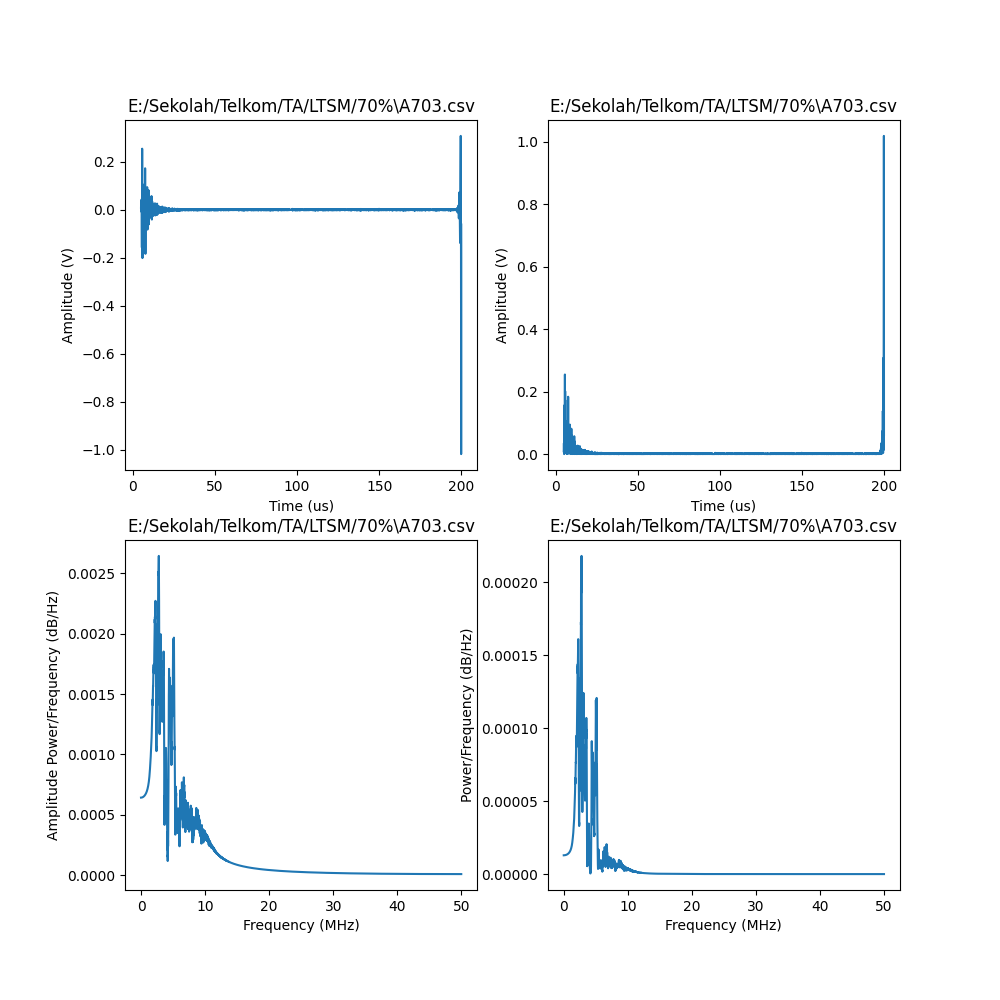 E:/Sekolah/Telkom/TA/LTSM/70%\A703.csv
Amplitude (V)
0.2
0.0
−0.2
−0.4
−0.6
−0.8
−1.0
0 50 100 150 200
Time (us)
E:/Sekolah/Telkom/TA/LTSM/70%\A703.csv
Amplitude (V)
1.0
0.8
0.6
0.4
0.2
0.0
0 50 100 150 200
Time (us)
E:/Sekolah/Telkom/TA/LTSM/70%\A703.csv
Amplitude Power/Frequency (dB/Hz)
0.0025
0.0020
0.0015
0.0010
0.0005
0.0000
0 10 20 30 40 50
Frequency (MHz)
E:/Sekolah/Telkom/TA/LTSM/70%\A703.csv
Power/Frequency (dB/Hz)
0.00020
0.00015
0.00010
0.00005
0.00000
0 10 20 30 40 50
Frequency (MHz)